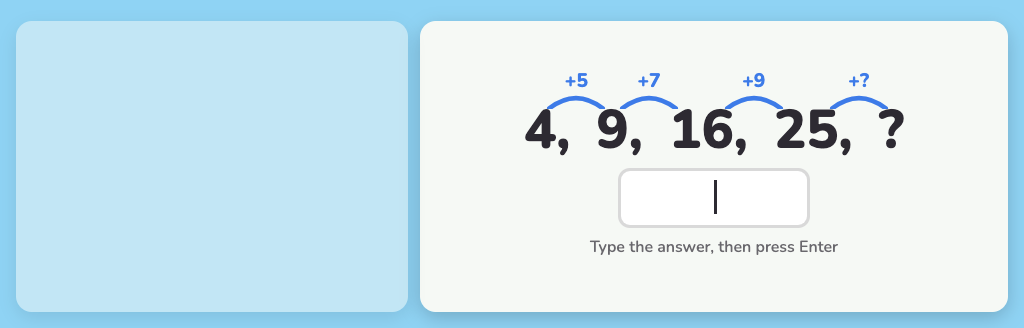 +5 +7 +9 +?
4, 9, 16, 25, ?
Type the answer, then press Enter